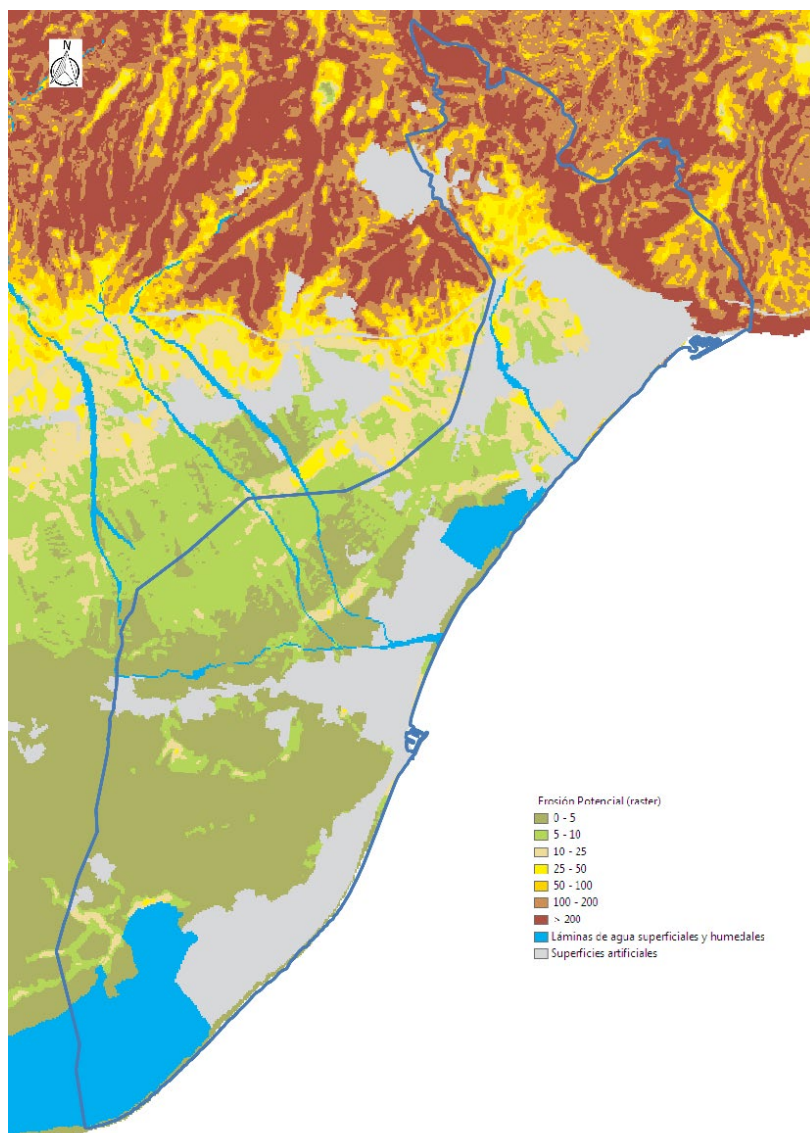 N
Erosión Potencial (raster)
0 - 5
5 - 10
10 - 25
25 - 50
50 - 100
100 - 200
> 200
Láminas de agua superficiales y humedales
Superficies artificiales